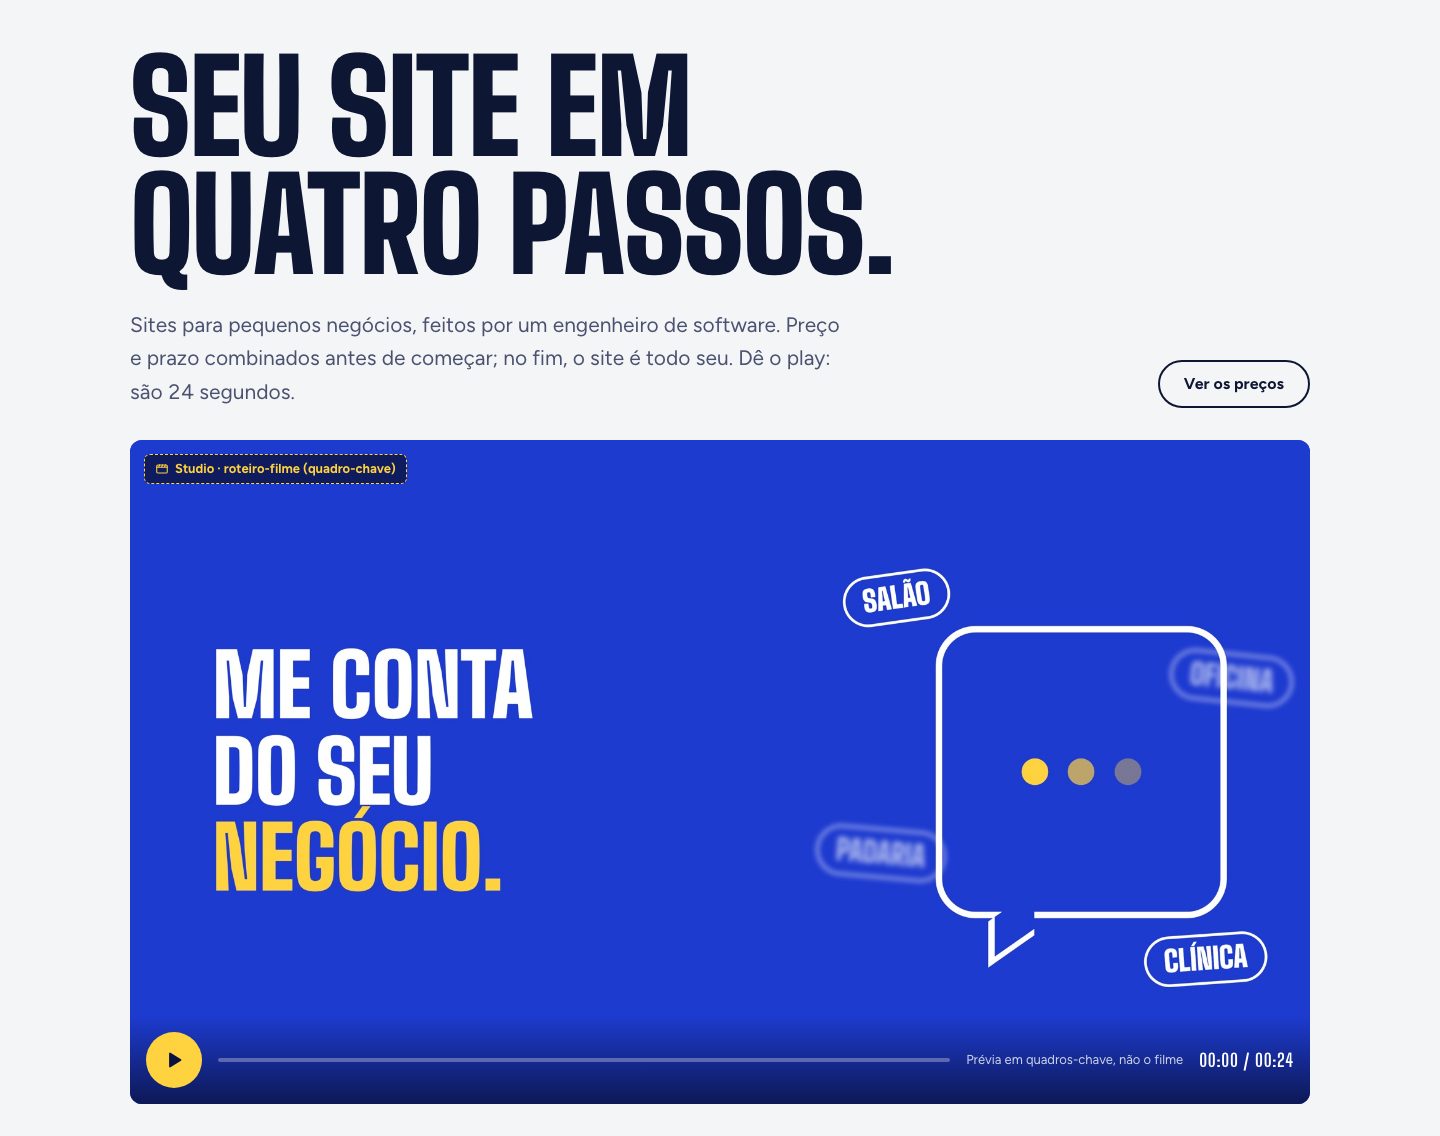 SEU SITE EM
QUATRO PASSOS.
Sites para pequenos negócios, feitos por um engenheiro de software. Preço
e prazo combinados antes de começar; no fim, o site é todo seu. Dê o play:
são 24 segundos.
Ver os preços
Studio · roteiro-filme (quadro-chave)
SALÃO
OFICINA
ME CONTA
DO SEU
NEGÓCIO.
PADARIA
CLÍNICA
Prévia em quadros-chave, não o filme
00:00 / 00:24